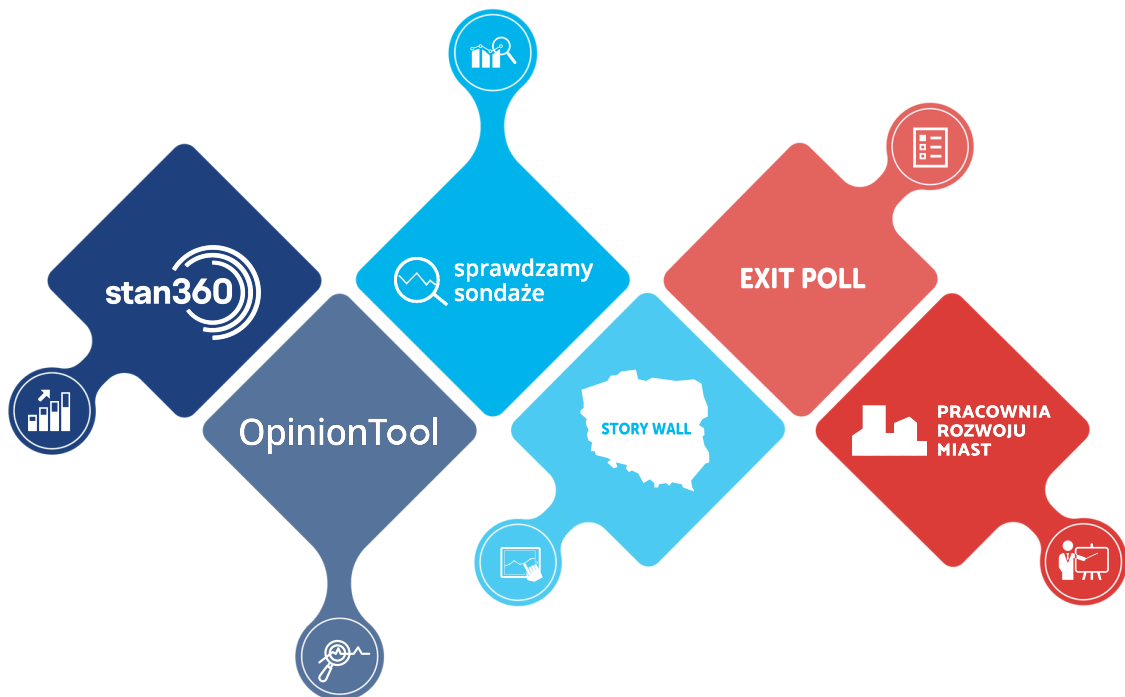 stan360
OpinionTool
sprawdzamy
sondaże
STORY WALL
EXIT POLL
PRACOWNIA
ROZWOJU
MIAST